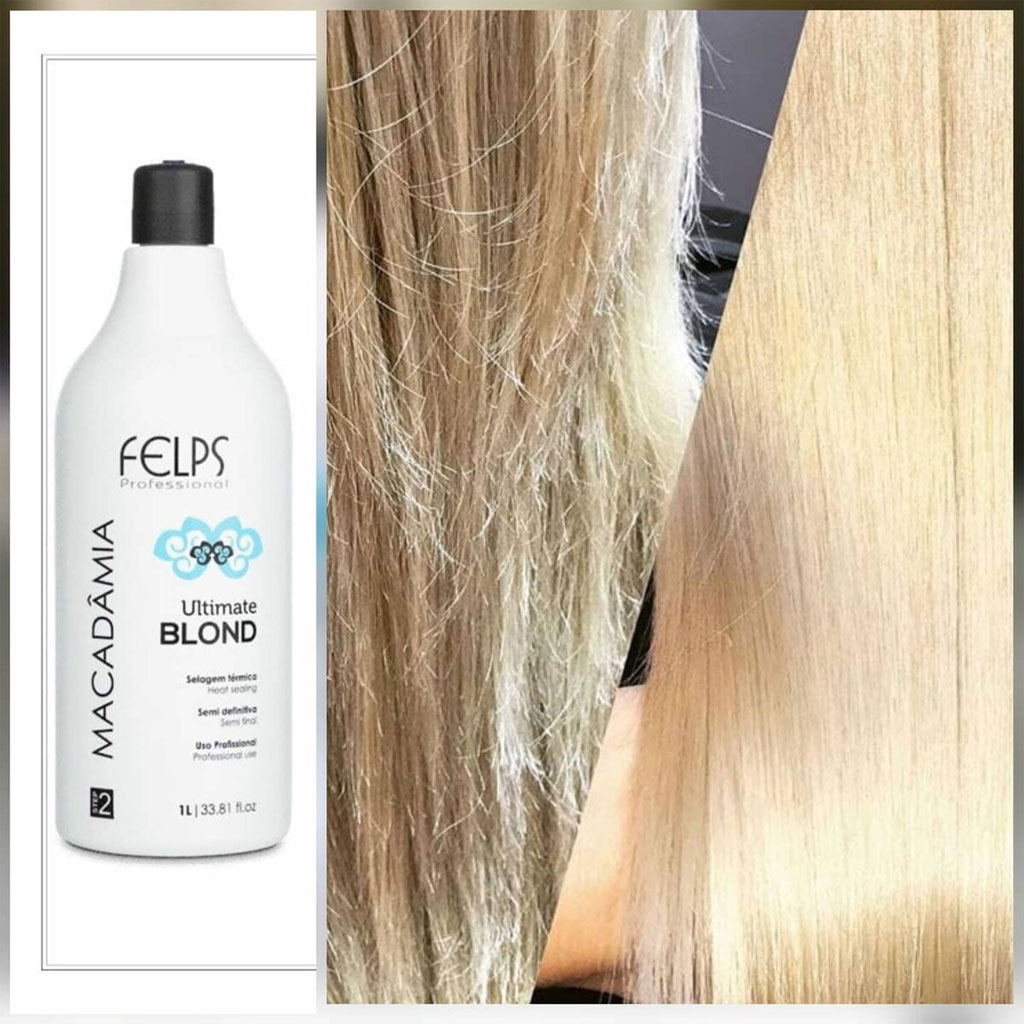 FELPS
Professional
MACADÂMIA
Ultimate
BLOND
Selagem térmica
Heat sealing
Semi definitiva
Semi final
Uso Profissional
Professional use
STEP 2
1L | 33.81 fl.oz